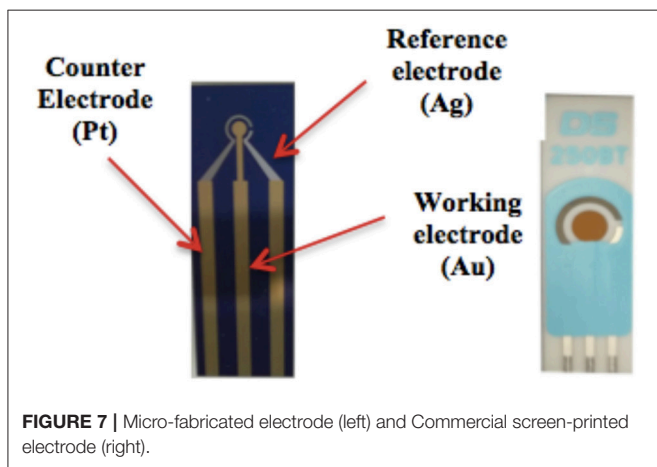 Counter
Electrode
(Pt)
Reference
electrode
(Ag)
Working
electrode
(Au)
DS
250BT
FIGURE 7 | Micro-fabricated electrode (left) and Commercial screen-printed
electrode (right).